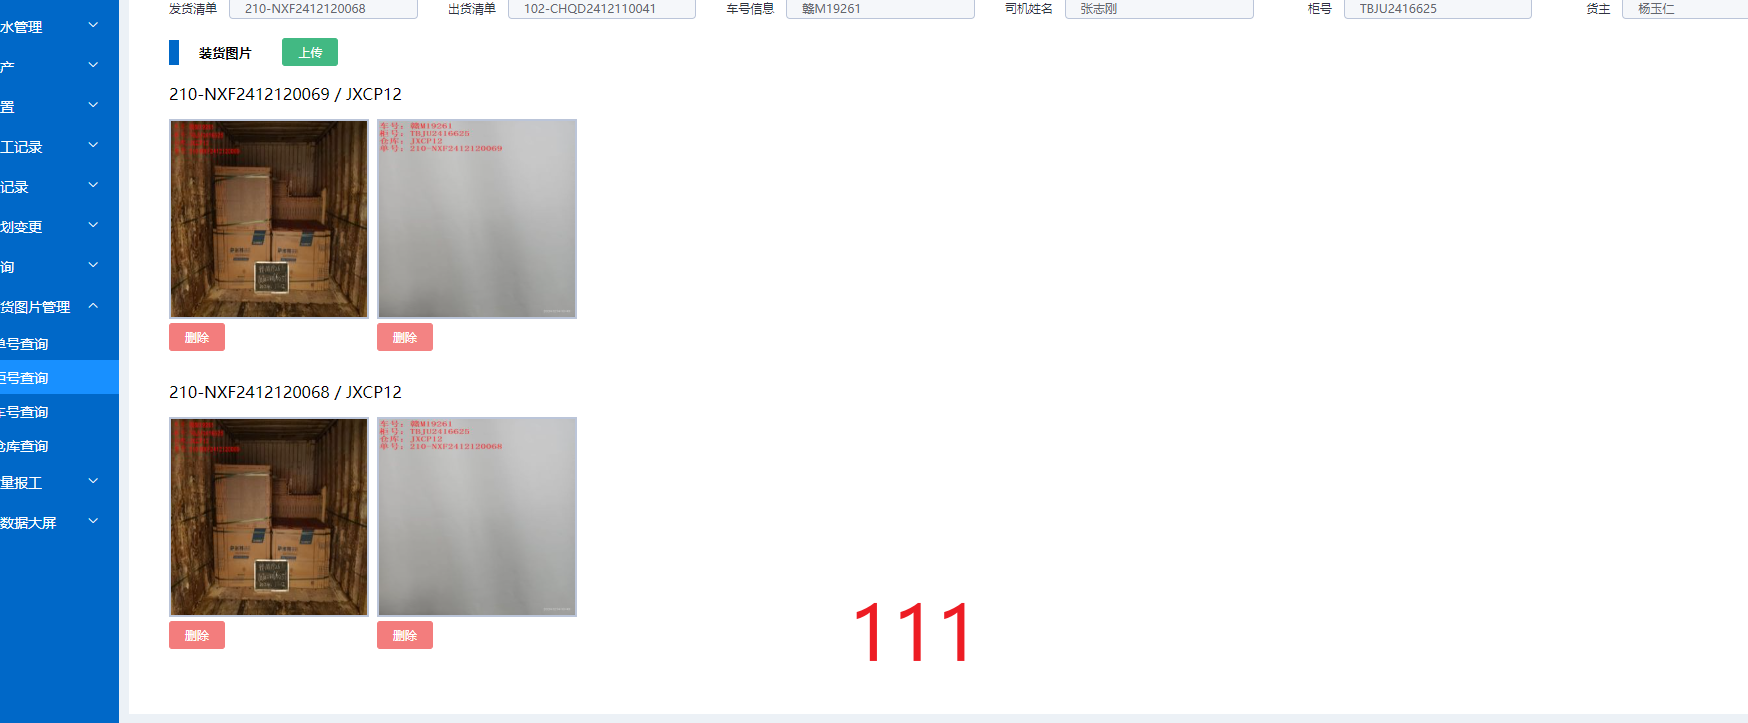 发货清单 210-NXF2412120068 出货清单 102-CHQD2412110041 车号信息 赣M19261 司机姓名 张志刚 柜号 TBJU2416625 货主 杨玉仁
水管理
产
置
工记录
记录
划变更
询
货图片管理
单号查询
柜号查询
车号查询
仓库查询
量报工
数据大屏
装货图片 上传
210-NXF2412120069 / JXCP12
车号: 赣M19261
柜号: TBJU2416625
仓库: JXCP12
单号: 210-NXF2412120069
删除 删除
210-NXF2412120068 / JXCP12
车号: 赣M19261
柜号: TBJU2416625
仓库: JXCP12
单号: 210-NXF2412120068
删除 删除
111